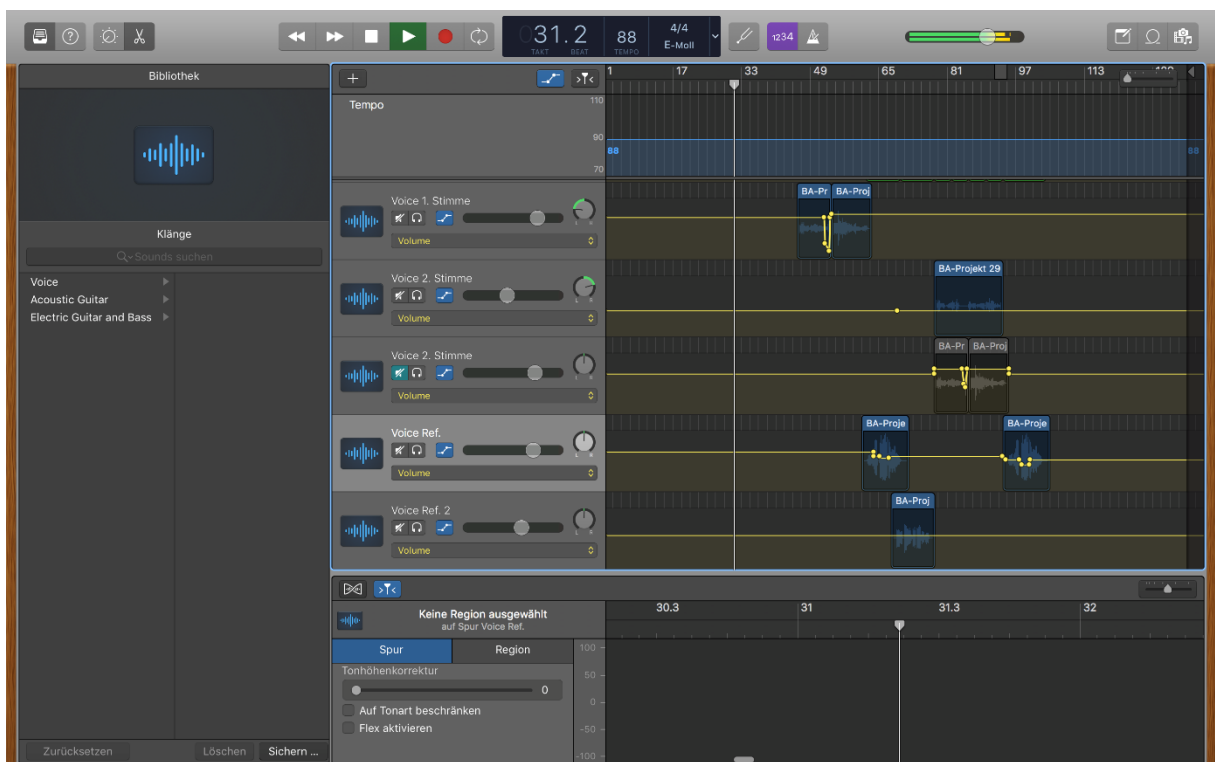 031.2
TAKT BEAT
88
TEMPO
4/4
E-Moll
1234
Bibliothek
Klänge
Sounds suchen
Voice
Acoustic Guitar
Electric Guitar and Bass
Zurücksetzen Löschen Sichern ...
1 17 33 49 65 81 97 113
Tempo
110
90
70
88 88
Voice 1. Stimme
Volume
L R
BA-Pr BA-Proj
Voice 2. Stimme
Volume
L R
BA-Projekt 29
Voice 2. Stimme
Volume
L R
BA-Pr BA-Proj
Voice Ref.
Volume
L R
BA-Proje BA-Proje
Voice Ref. 2
Volume
L R
BA-Proj
Keine Region ausgewählt
auf Spur Voice Ref.
30.3 31 31.3 32
Spur Region
Tonhöhenkorrektur
0
Auf Tonart beschränken
Flex aktivieren
100
50
0
-50
-100